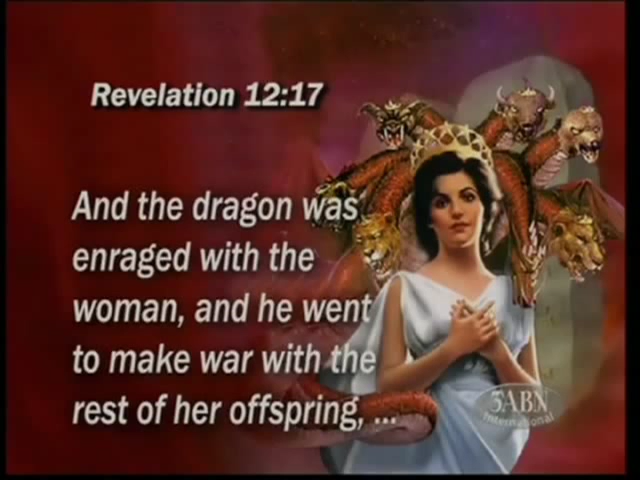 Revelation 12:17
And the dragon was
enraged with the
woman, and he went
to make war with the
rest of her offspring, ...
3ABN
International